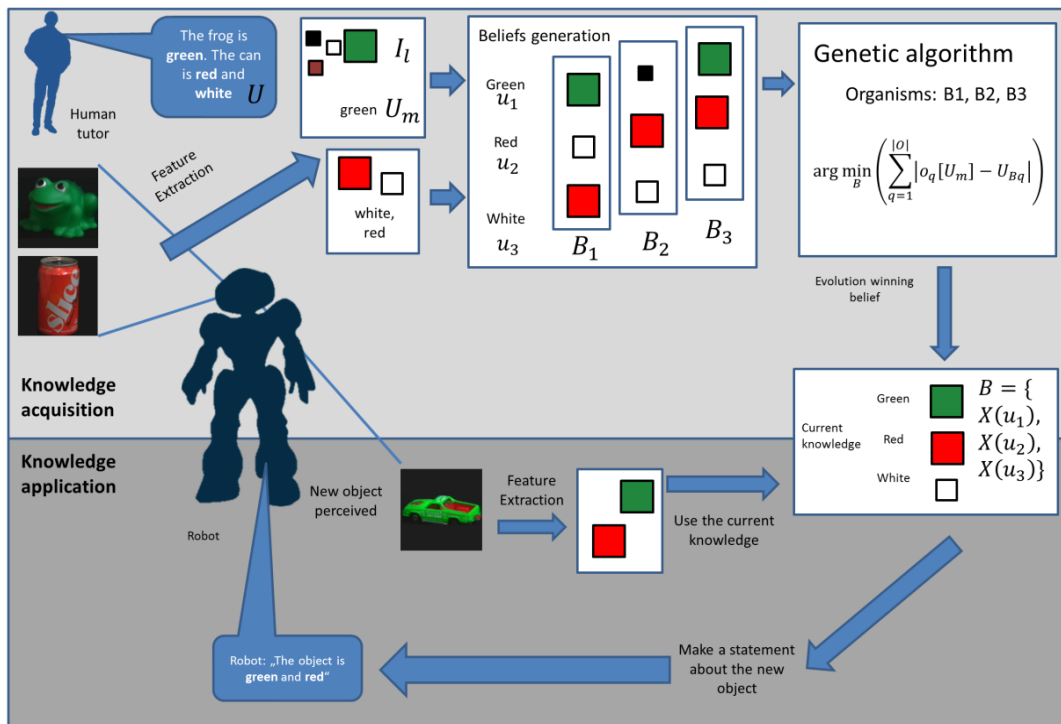 The frog is
green. The can
is red and
white U
Human
tutor
I_l
green U_m
Feature
Extraction
white,
red
Beliefs generation
Green
u_1
Red
u_2
White
u_3
B_1
B_2
B_3
Genetic algorithm
Organisms: B1, B2, B3
arg min_B ( ∑_{q=1}^{|O|} |o_q[U_m] − U_{Bq}| )
slice
Evolution winning
belief
Knowledge
acquisition
Green
Current
knowledge
Red
White
B = {
X(u_1),
X(u_2),
X(u_3)}
Knowledge
application
New object
perceived
Feature
Extraction
Use the current
knowledge
Robot
Robot: „The object is
green and red“
Make a statement
about the new
object